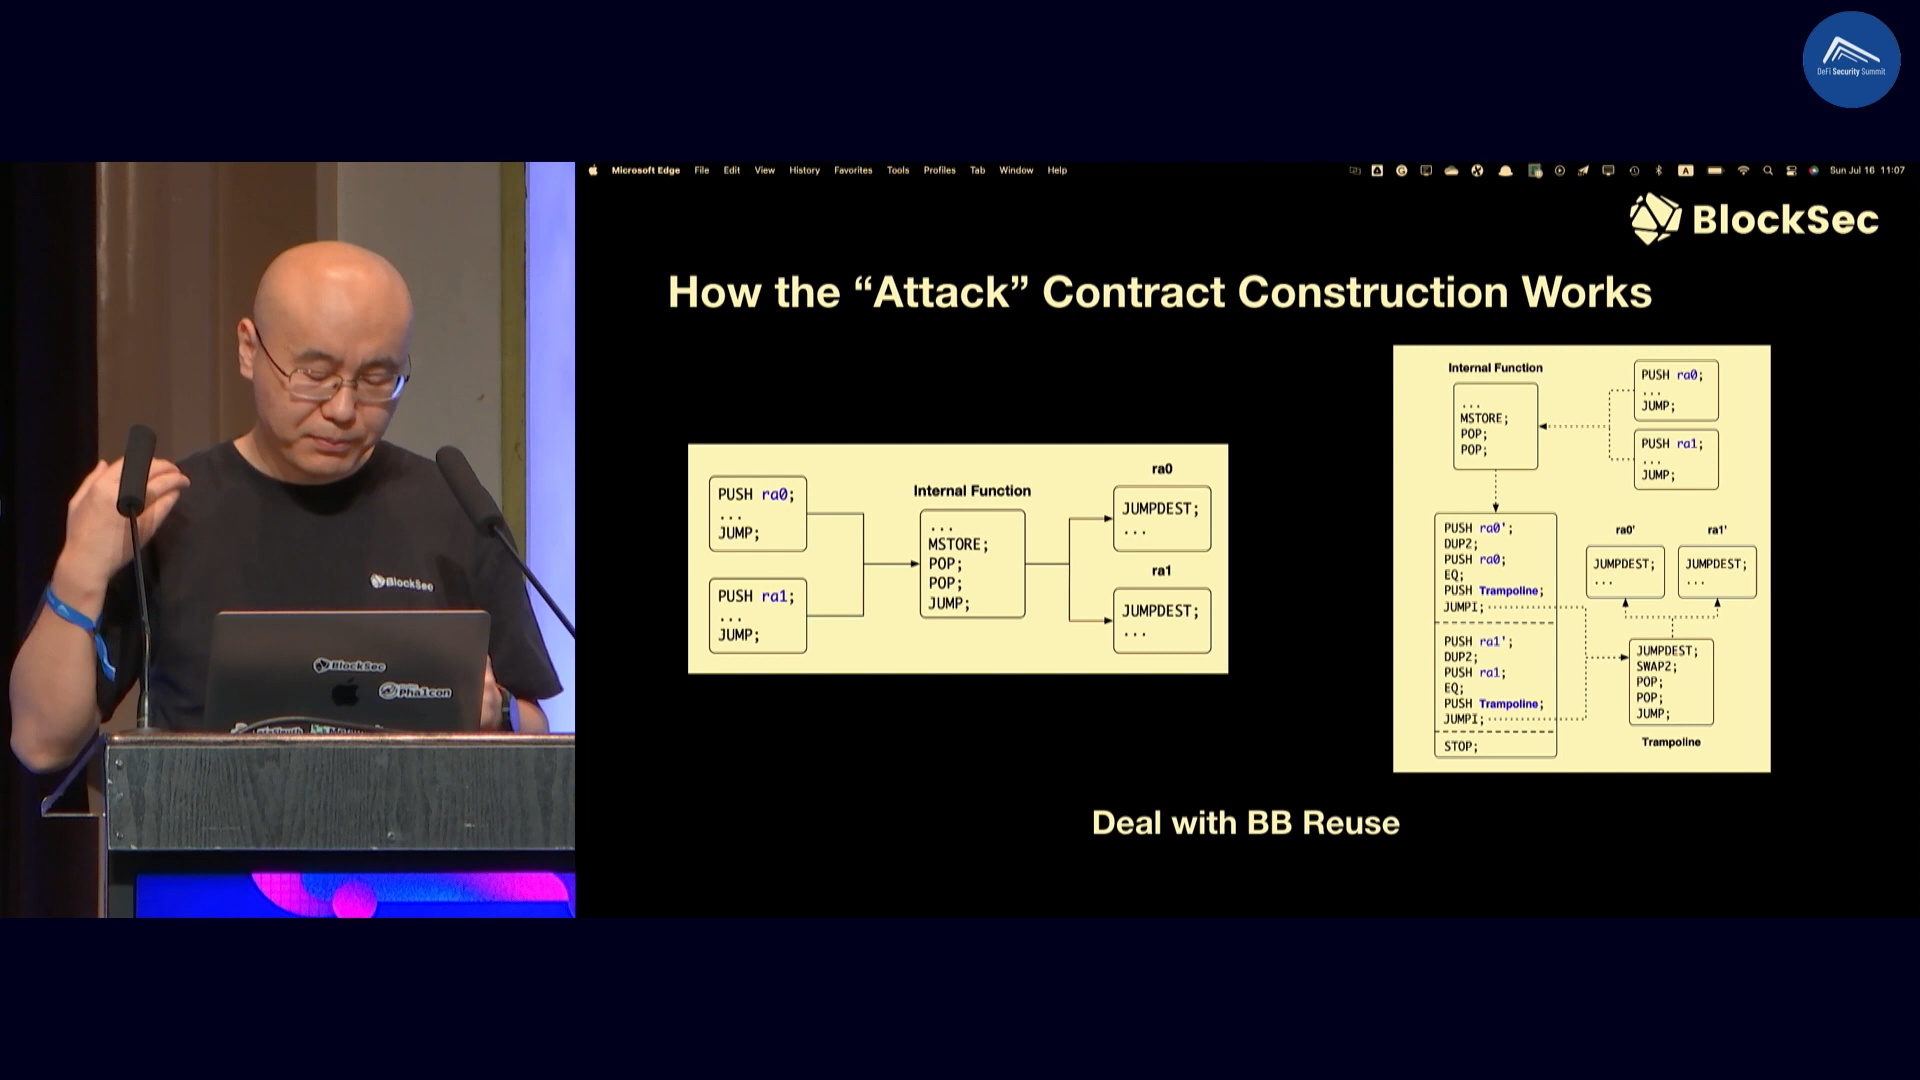 DeFi Security Summit
Microsoft Edge File Edit View History Favorites Tools Profiles Tab Window Help
A
Sun Jul 16 11:07
BlockSec
How the “Attack” Contract Construction Works
PUSH ra0;
...
JUMP;
PUSH ra1;
...
JUMP;
Internal Function
...
MSTORE;
POP;
POP;
JUMP;
ra0
JUMPDEST;
...
ra1
JUMPDEST;
...
Internal Function
...
MSTORE;
POP;
POP;
PUSH ra0;
...
JUMP;
PUSH ra1;
...
JUMP;
PUSH ra0';
DUP2;
PUSH ra0;
EQ;
PUSH Trampoline;
JUMPI;
PUSH ra1';
DUP2;
PUSH ra1;
EQ;
PUSH Trampoline;
JUMPI;
STOP;
ra0'
JUMPDEST;
...
ra1'
JUMPDEST;
...
JUMPDEST;
SWAP2;
POP;
POP;
JUMP;
Trampoline
Deal with BB Reuse
BlockSec
BlockSec
Phalcon